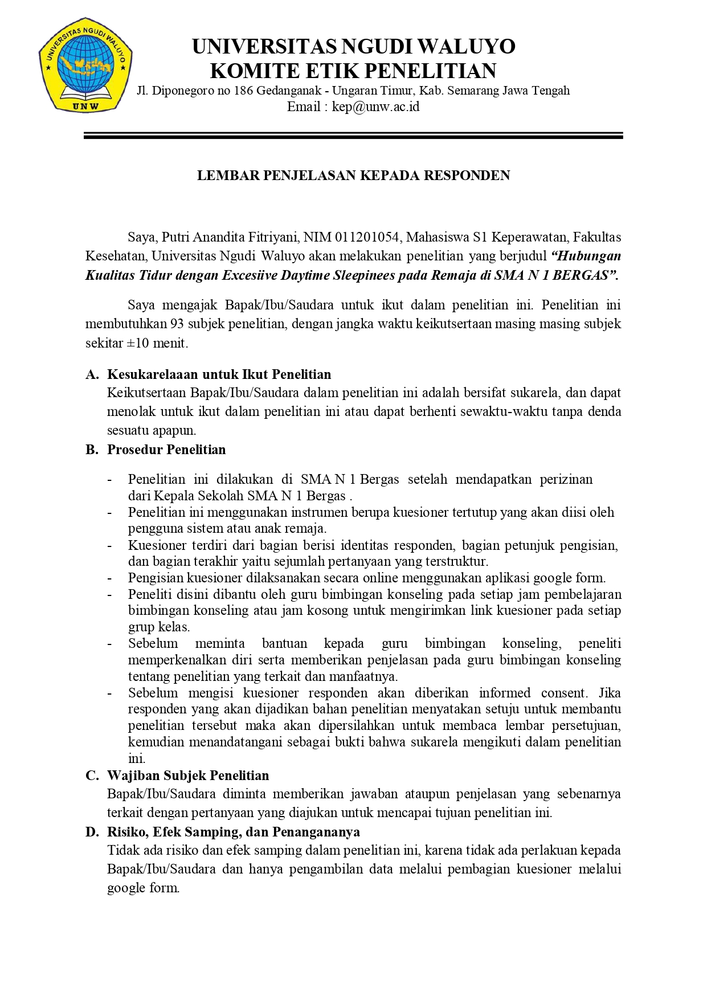 UNIVERSITAS NGUDI WALUYO
UNW
UNIVERSITAS NGUDI WALUYO
KOMITE ETIK PENELITIAN
Jl. Diponegoro no 186 Gedanganak - Ungaran Timur, Kab. Semarang Jawa Tengah
Email : kep@unw.ac.id
LEMBAR PENJELASAN KEPADA RESPONDEN
Saya, Putri Anandita Fitriyani, NIM 011201054, Mahasiswa S1 Keperawatan, Fakultas
Kesehatan, Universitas Ngudi Waluyo akan melakukan penelitian yang berjudul “Hubungan
Kualitas Tidur dengan Excesiive Daytime Sleepinees pada Remaja di SMA N 1 BERGAS”.
Saya mengajak Bapak/Ibu/Saudara untuk ikut dalam penelitian ini. Penelitian ini
membutuhkan 93 subjek penelitian, dengan jangka waktu keikutsertaan masing masing subjek
sekitar ±10 menit.
A. Kesukarelaaan untuk Ikut Penelitian
Keikutsertaan Bapak/Ibu/Saudara dalam penelitian ini adalah bersifat sukarela, dan dapat
menolak untuk ikut dalam penelitian ini atau dapat berhenti sewaktu-waktu tanpa denda
sesuatu apapun.
B. Prosedur Penelitian
- Penelitian ini dilakukan di SMA N 1 Bergas setelah mendapatkan perizinan
dari Kepala Sekolah SMA N 1 Bergas .
- Penelitian ini menggunakan instrumen berupa kuesioner tertutup yang akan diisi oleh
pengguna sistem atau anak remaja.
- Kuesioner terdiri dari bagian berisi identitas responden, bagian petunjuk pengisian,
dan bagian terakhir yaitu sejumlah pertanyaan yang terstruktur.
- Pengisian kuesioner dilaksanakan secara online menggunakan aplikasi google form.
- Peneliti disini dibantu oleh guru bimbingan konseling pada setiap jam pembelajaran
bimbingan konseling atau jam kosong untuk mengirimkan link kuesioner pada setiap
grup kelas.
- Sebelum meminta bantuan kepada guru bimbingan konseling, peneliti
memperkenalkan diri serta memberikan penjelasan pada guru bimbingan konseling
tentang penelitian yang terkait dan manfaatnya.
- Sebelum mengisi kuesioner responden akan diberikan informed consent. Jika
responden yang akan dijadikan bahan penelitian menyatakan setuju untuk membantu
penelitian tersebut maka akan dipersilahkan untuk membaca lembar persetujuan,
kemudian menandatangani sebagai bukti bahwa sukarela mengikuti dalam penelitian
ini.
C. Wajiban Subjek Penelitian
Bapak/Ibu/Saudara diminta memberikan jawaban ataupun penjelasan yang sebenarnya
terkait dengan pertanyaan yang diajukan untuk mencapai tujuan penelitian ini.
D. Risiko, Efek Samping, dan Penangananya
Tidak ada risiko dan efek samping dalam penelitian ini, karena tidak ada perlakuan kepada
Bapak/Ibu/Saudara dan hanya pengambilan data melalui pembagian kuesioner melalui
google form.